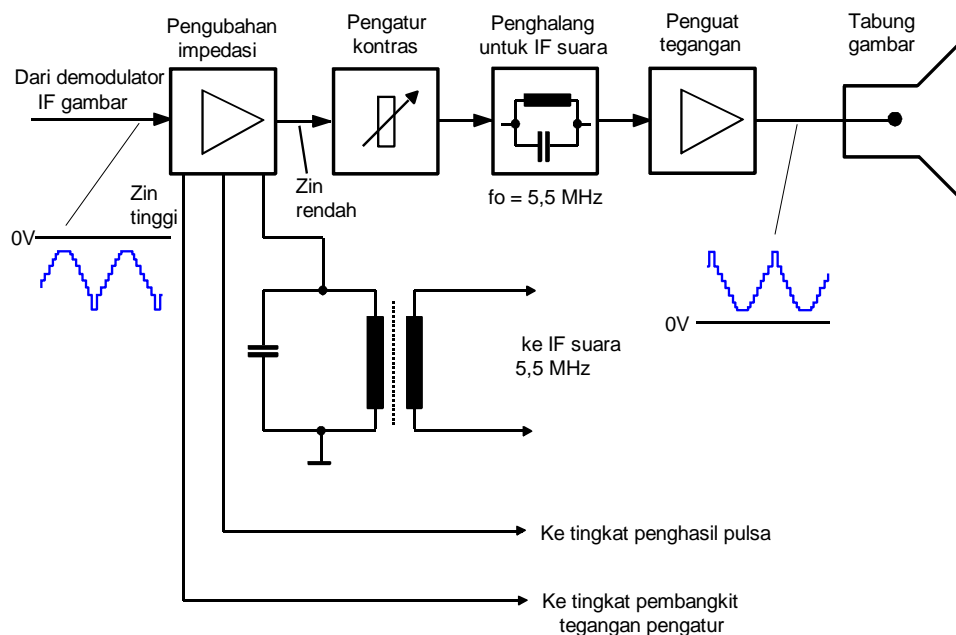 Pengubahan
impedasi
Pengatur
kontras
Penghalang
untuk IF suara
Penguat
tegangan
Tabung
gambar
Dari demodulator
IF gambar
Zin
tinggi
Zin
rendah
fo = 5,5 MHz
0V
0V
ke IF suara
5,5 MHz
Ke tingkat penghasil pulsa
Ke tingkat pembangkit
tegangan pengatur